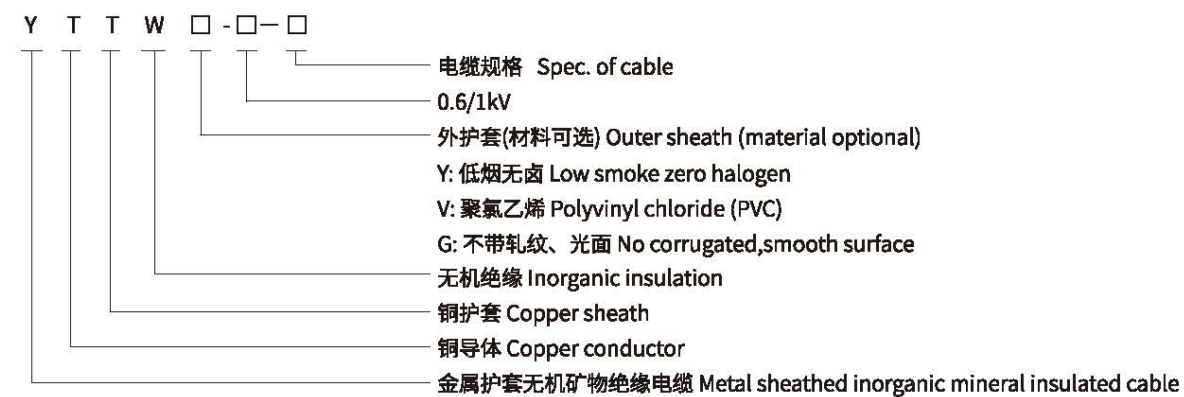 Y T T W □ - □ — □
电缆规格 Spec. of cable
0.6/1kV
外护套(材料可选) Outer sheath (material optional)
Y: 低烟无卤 Low smoke zero halogen
V: 聚氯乙烯 Polyvinyl chloride (PVC)
G: 不带轧纹、光面 No corrugated,smooth surface
无机绝缘 Inorganic insulation
铜护套 Copper sheath
铜导体 Copper conductor
金属护套无机矿物绝缘电缆 Metal sheathed inorganic mineral insulated cable